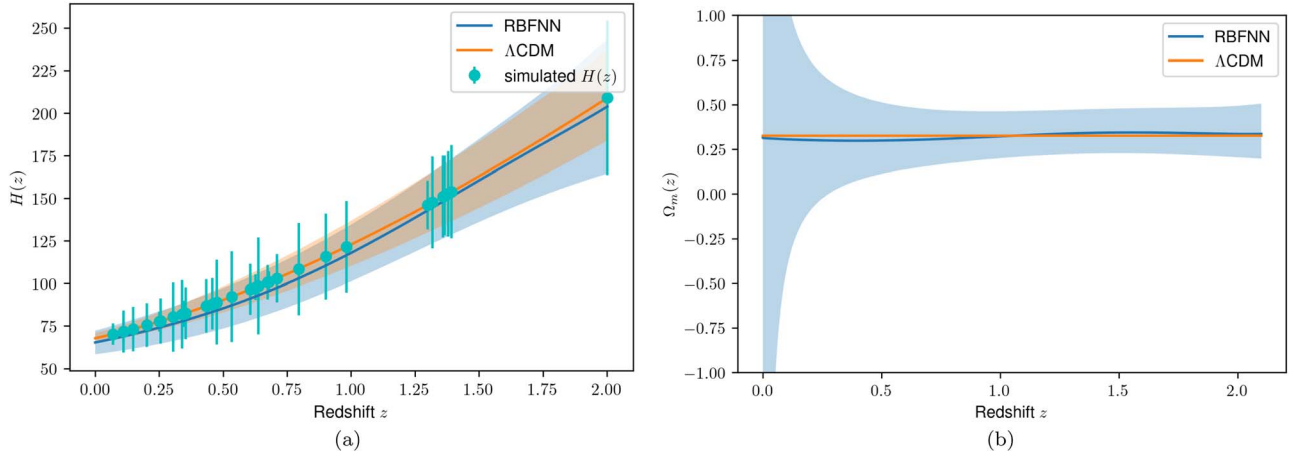 250
225
200
175
150
125
100
75
50
H(z)
RBFNN
ΛCDM
simulated H(z)
0.00 0.25 0.50 0.75 1.00 1.25 1.50 1.75 2.00
Redshift z
(a)
1.00
0.75
0.50
0.25
0.00
−0.25
−0.50
−0.75
−1.00
Ωm(z)
RBFNN
ΛCDM
0.0 0.5 1.0 1.5 2.0
Redshift z
(b)